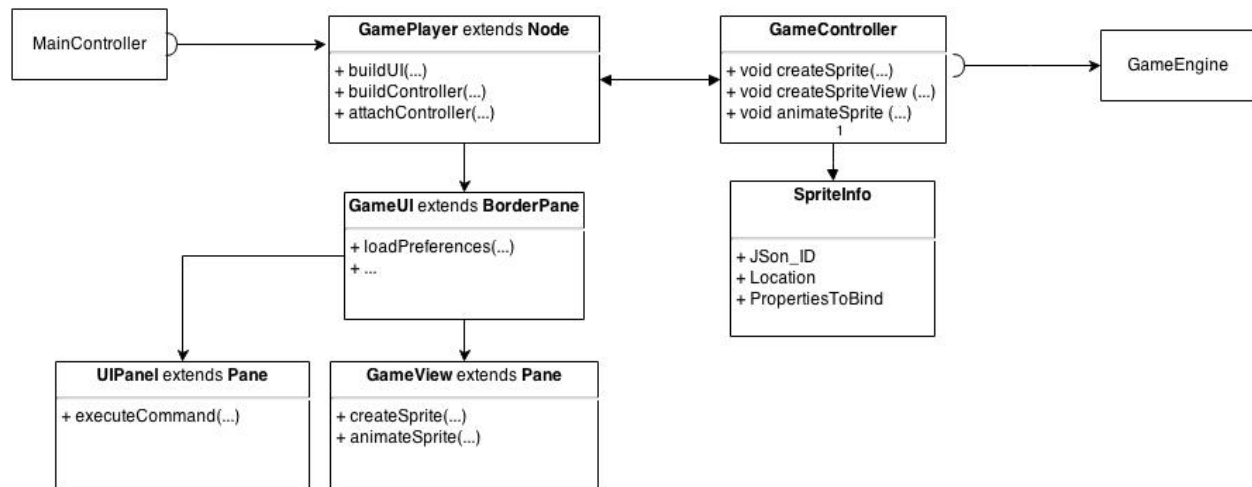 MainController
GamePlayer extends Node
+ buildUI(...)
+ buildController(...)
+ attachController(...)
GameController
+ void createSprite(...)
+ void createSpriteView (...)
+ void animateSprite (...)
1
GameEngine
GameUI extends BorderPane
+ loadPreferences(...)
+ ...
SpriteInfo
+ JSon_ID
+ Location
+ PropertiesToBind
UIPanel extends Pane
+ executeCommand(...)
GameView extends Pane
+ createSprite(...)
+ animateSprite(...)